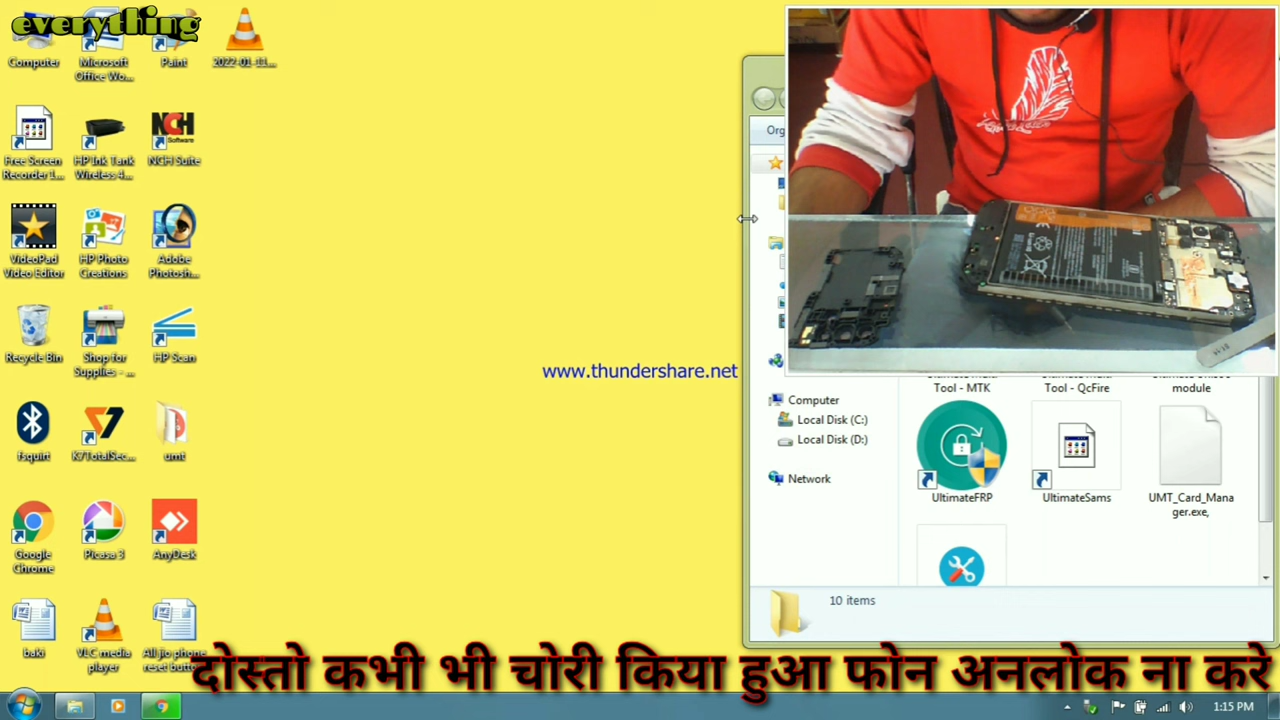 everything
Computer
Microsoft
Office Wo...
Paint
2022-01-11...
Free Screen
Recorder 1...
HP Ink Tank
Wireless 4...
NCH
Software
NCH Suite
VideoPad
Video Editor
HP Photo
Creations
Adobe
Photosh...
Recycle Bin
Shop for
Supplies - ...
HP Scan
fsquirt
K7TotalSec...
umt
Google
Chrome
Picasa 3
AnyDesk
baki
VLC media
player
All jio phone
reset butto...
www.thundershare.net
Org
Computer
Local Disk (C:)
Local Disk (D:)
Network
Tool - MTK
Tool - QcFire
module
UltimateFRP
UltimateSams
UMT_Card_Mana
ger.exe,
10 items
दोस्तो कभी भी चोरी किया हुआ फोन अनलोक ना करे
1:15 PM